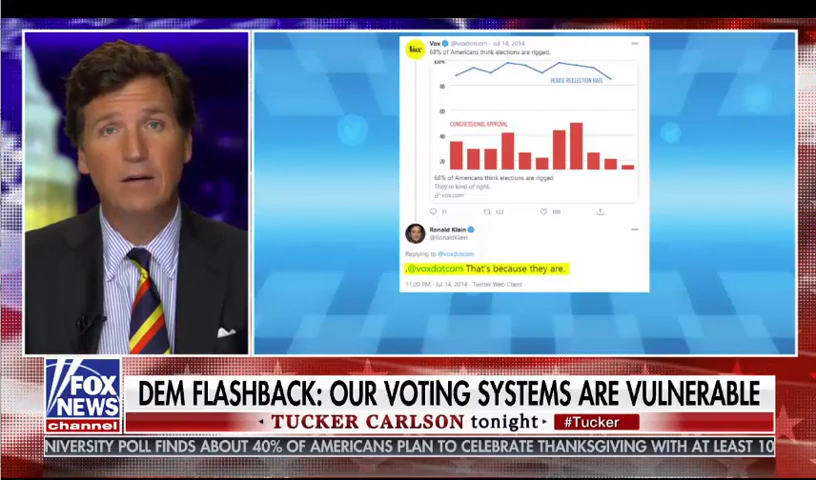 Vox @voxdotcom · Jul 14, 2014
68% of Americans think elections are rigged.
HOUSE REELECTION RATE
80
60
CONGRESSIONAL APPROVAL
40
20
68% of Americans think elections are rigged
They're kind of right.
vox.com
Ronald Klain
@RonaldKlain
Replying to @voxdotcom
.@voxdotcom That's because they are.
11:20 PM · Jul 14, 2014 · Twitter Web Client
FOX
NEWS
channel
DEM FLASHBACK: OUR VOTING SYSTEMS ARE VULNERABLE
TUCKER CARLSON tonight
#Tucker
NIVERSITY POLL FINDS ABOUT 40% OF AMERICANS PLAN TO CELEBRATE THANKSGIVING WITH AT LEAST 10